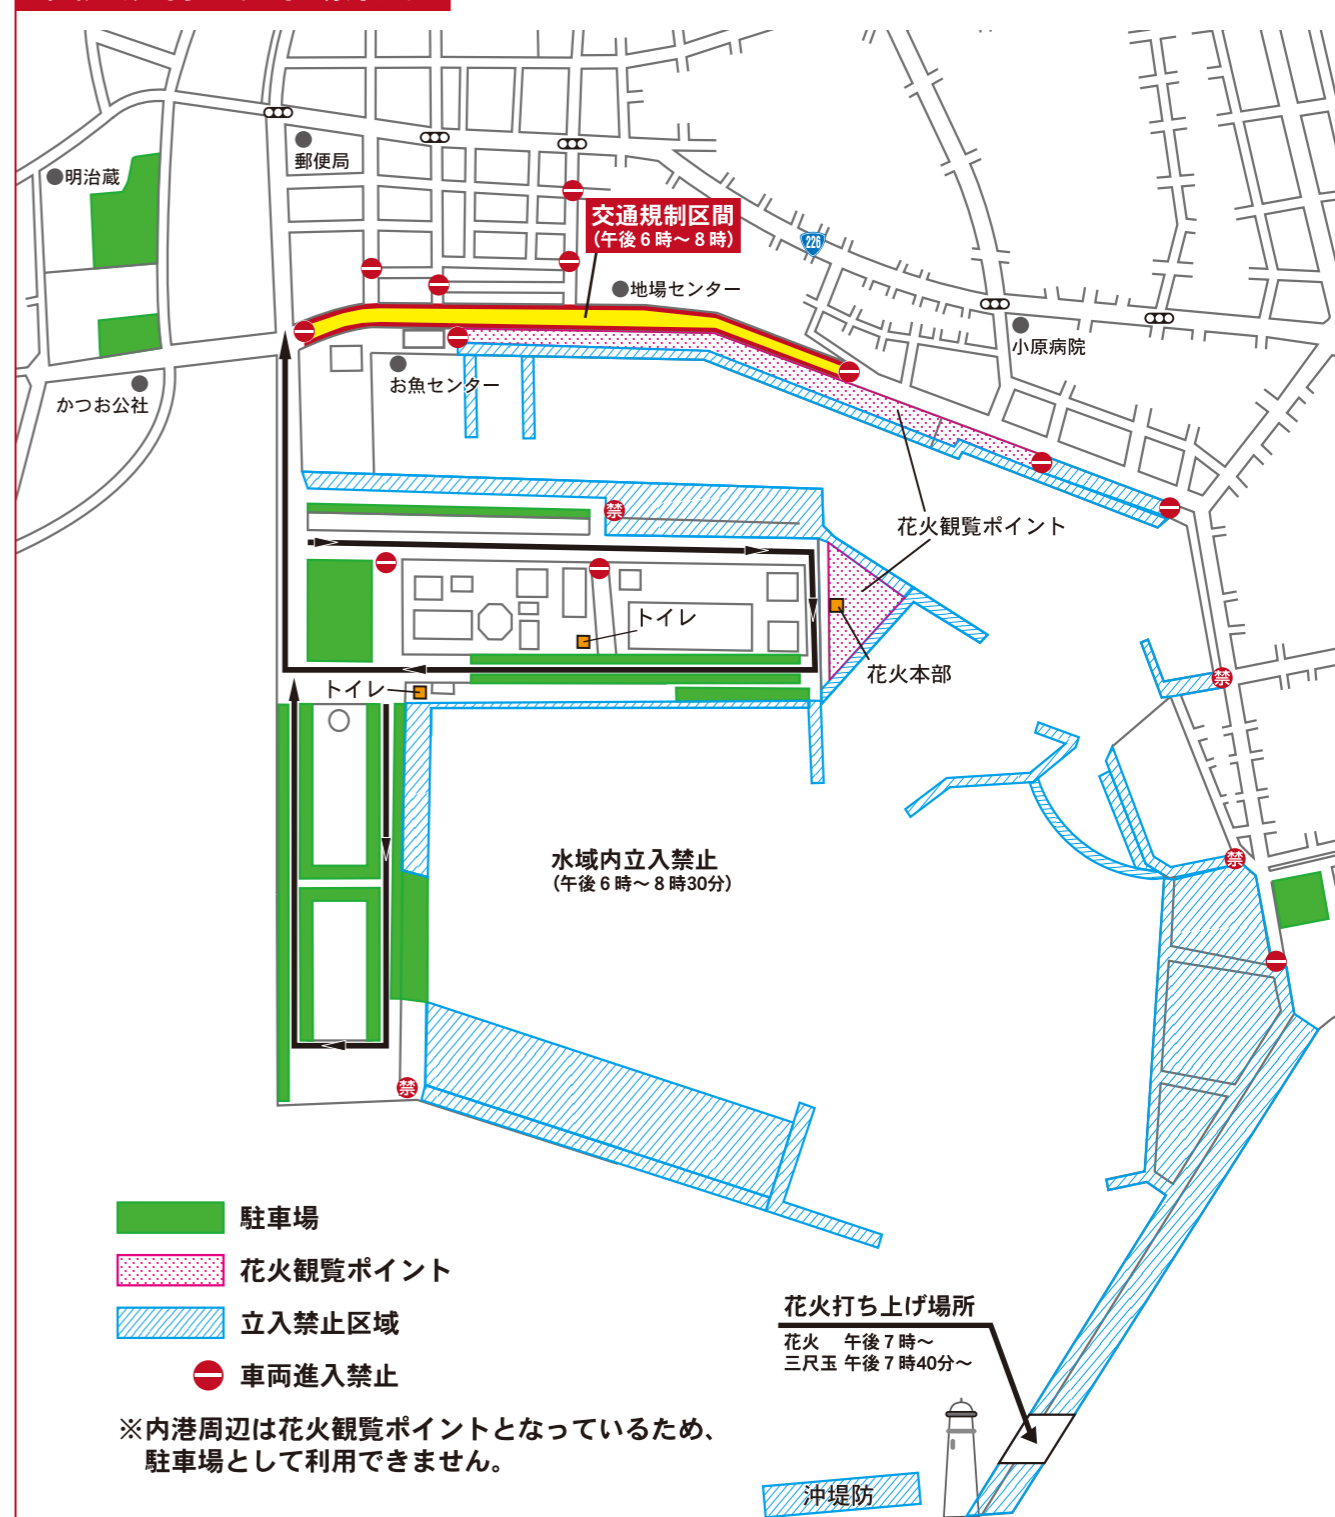 郵便局
明治蔵
交通規制区間
(午後6時～8時)
226
地場センター
小原病院
お魚センター
かつお公社
禁
花火観覧ポイント
トイレ
花火本部
禁
トイレ
水域内立入禁止
(午後6時～8時30分)
禁
禁
駐車場
花火観覧ポイント
立入禁止区域
車両進入禁止
※内港周辺は花火観覧ポイントとなっているため、
駐車場として利用できません。
花火打ち上げ場所
花火 午後7時～
三尺玉 午後7時40分～
沖堤防